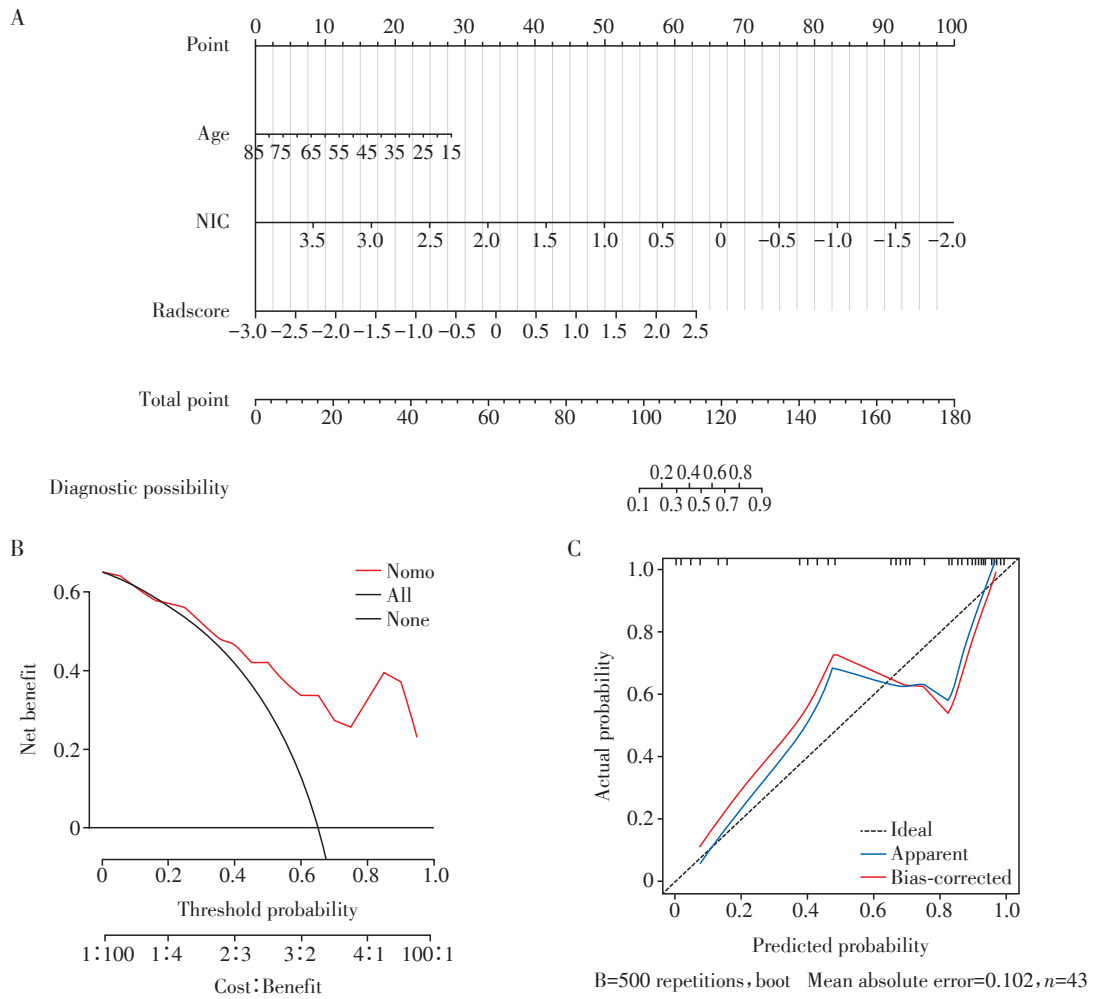 A
Point 0 10 20 30 40 50 60 70 80 90 100
Age
85 75 65 55 45 35 25 15
NIC
3.5 3.0 2.5 2.0 1.5 1.0 0.5 0 −0.5 −1.0 −1.5 −2.0
Radscore
−3.0 −2.5 −2.0 −1.5 −1.0 −0.5 0 0.5 1.0 1.5 2.0 2.5
Total point
0 20 40 60 80 100 120 140 160 180
0.2 0.4 0.6 0.8
Diagnostic possibility
0.1 0.3 0.5 0.7 0.9
B
Nomo
All
None
0.6
0.4
0.2
0
Net benefit
0 0.2 0.4 0.6 0.8 1.0
Threshold probability
1:100 1:4 2:3 3:2 4:1 100:1
Cost:Benefit
C
1.0
0.8
0.6
0.4
0.2
0
Actual probability
Ideal
Apparent
Bias-corrected
0 0.2 0.4 0.6 0.8 1.0
Predicted probability
B=500 repetitions, boot Mean absolute error=0.102, n=43